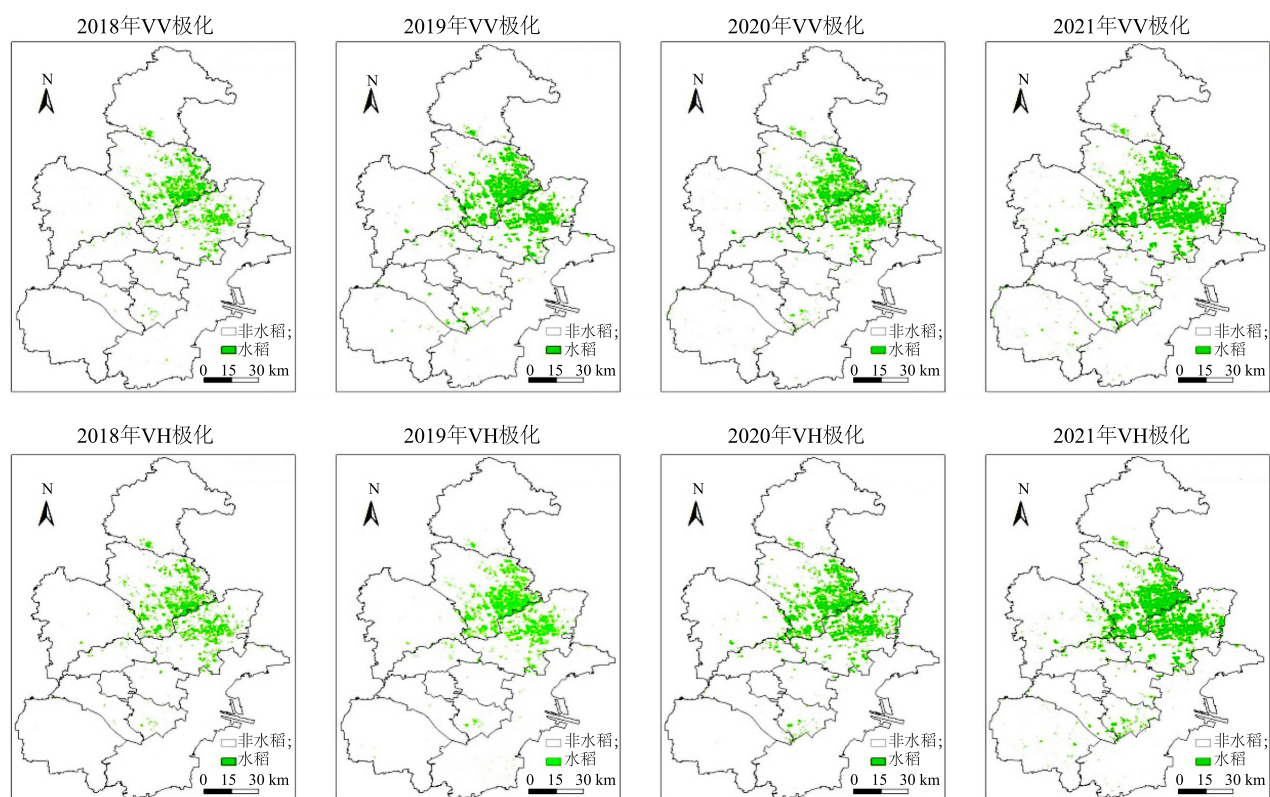 2018年VV极化
N
非水稻;
水稻
0 15 30 km
2019年VV极化
N
非水稻;
水稻
0 15 30 km
2020年VV极化
N
非水稻;
水稻
0 15 30 km
2021年VV极化
N
非水稻;
水稻
0 15 30 km
2018年VH极化
N
非水稻;
水稻
0 15 30 km
2019年VH极化
N
非水稻;
水稻
0 15 30 km
2020年VH极化
N
非水稻;
水稻
0 15 30 km
2021年VH极化
N
非水稻;
水稻
0 15 30 km